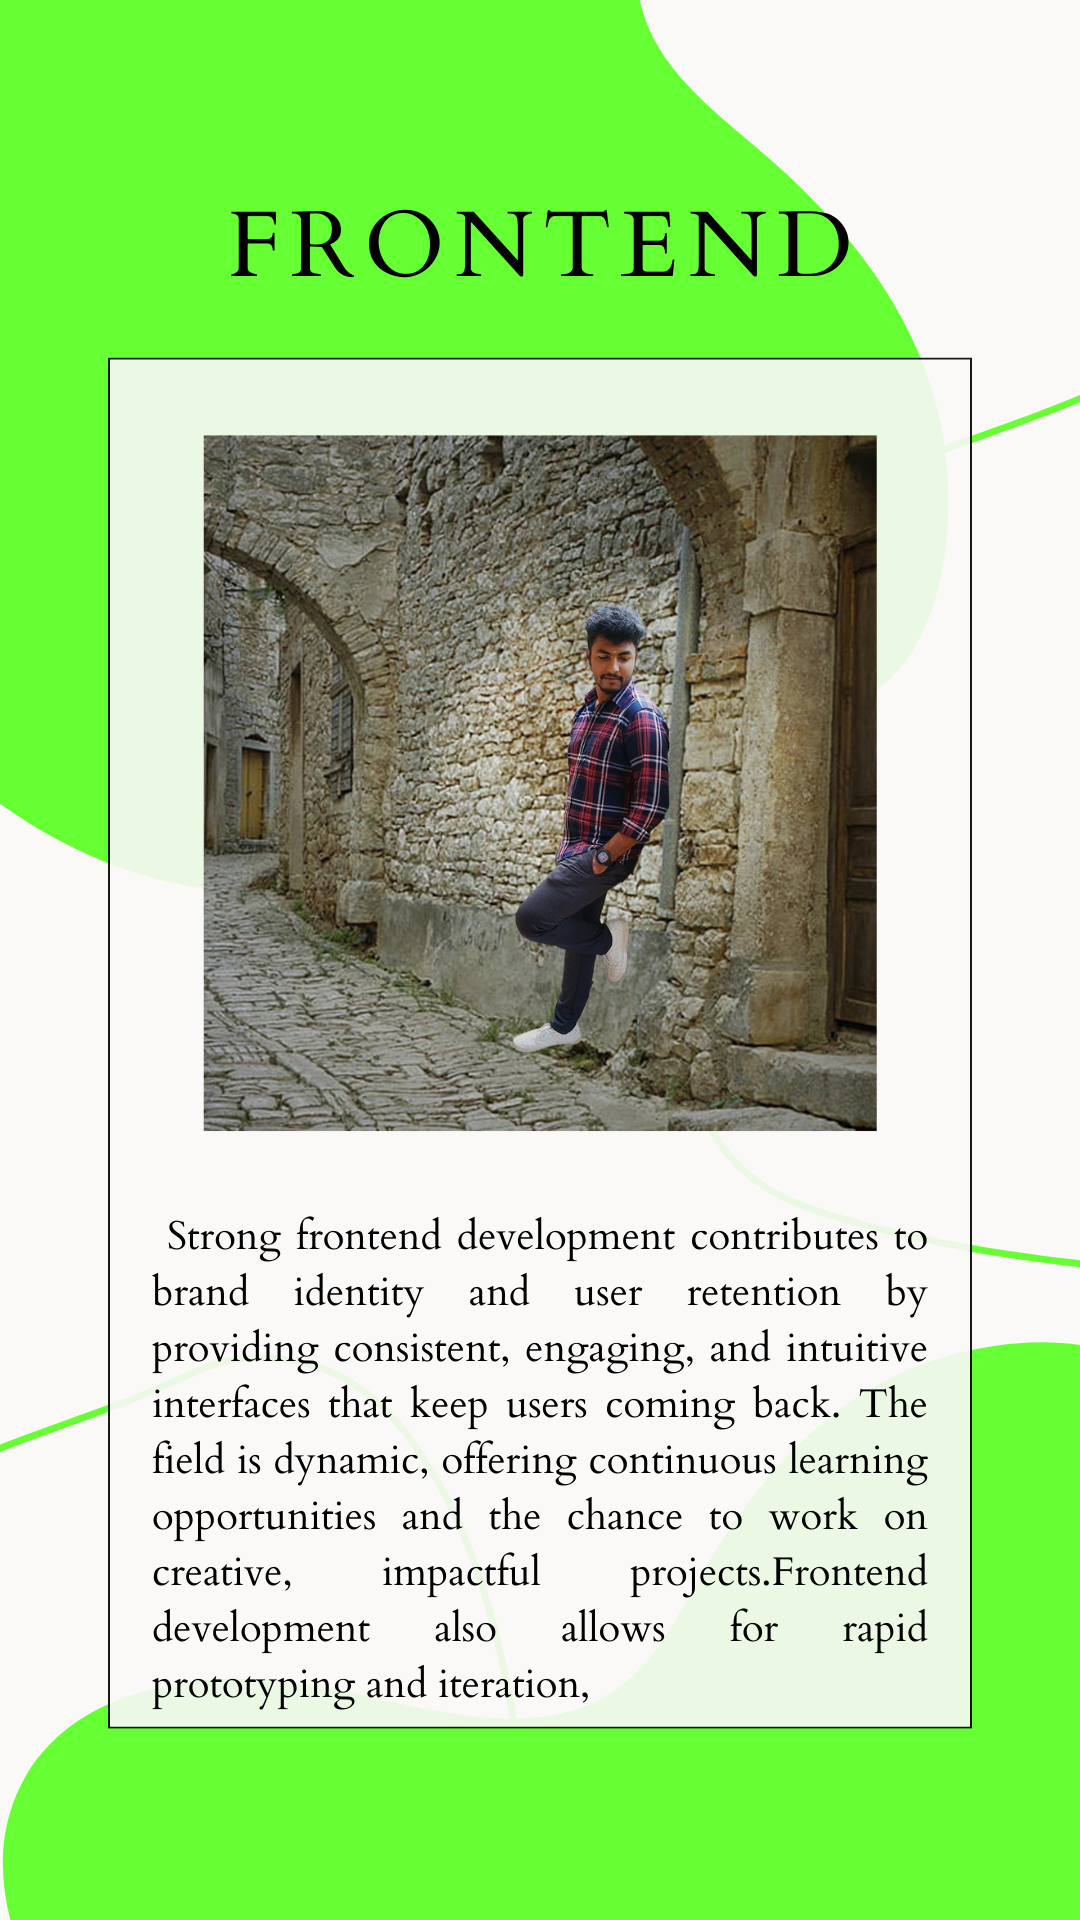 FRONTEND
Strong frontend development contributes to
brand identity and user retention by
providing consistent, engaging, and intuitive
interfaces that keep users coming back. The
field is dynamic, offering continuous learning
opportunities and the chance to work on
creative, impactful projects.Frontend
development also allows for rapid
prototyping and iteration,